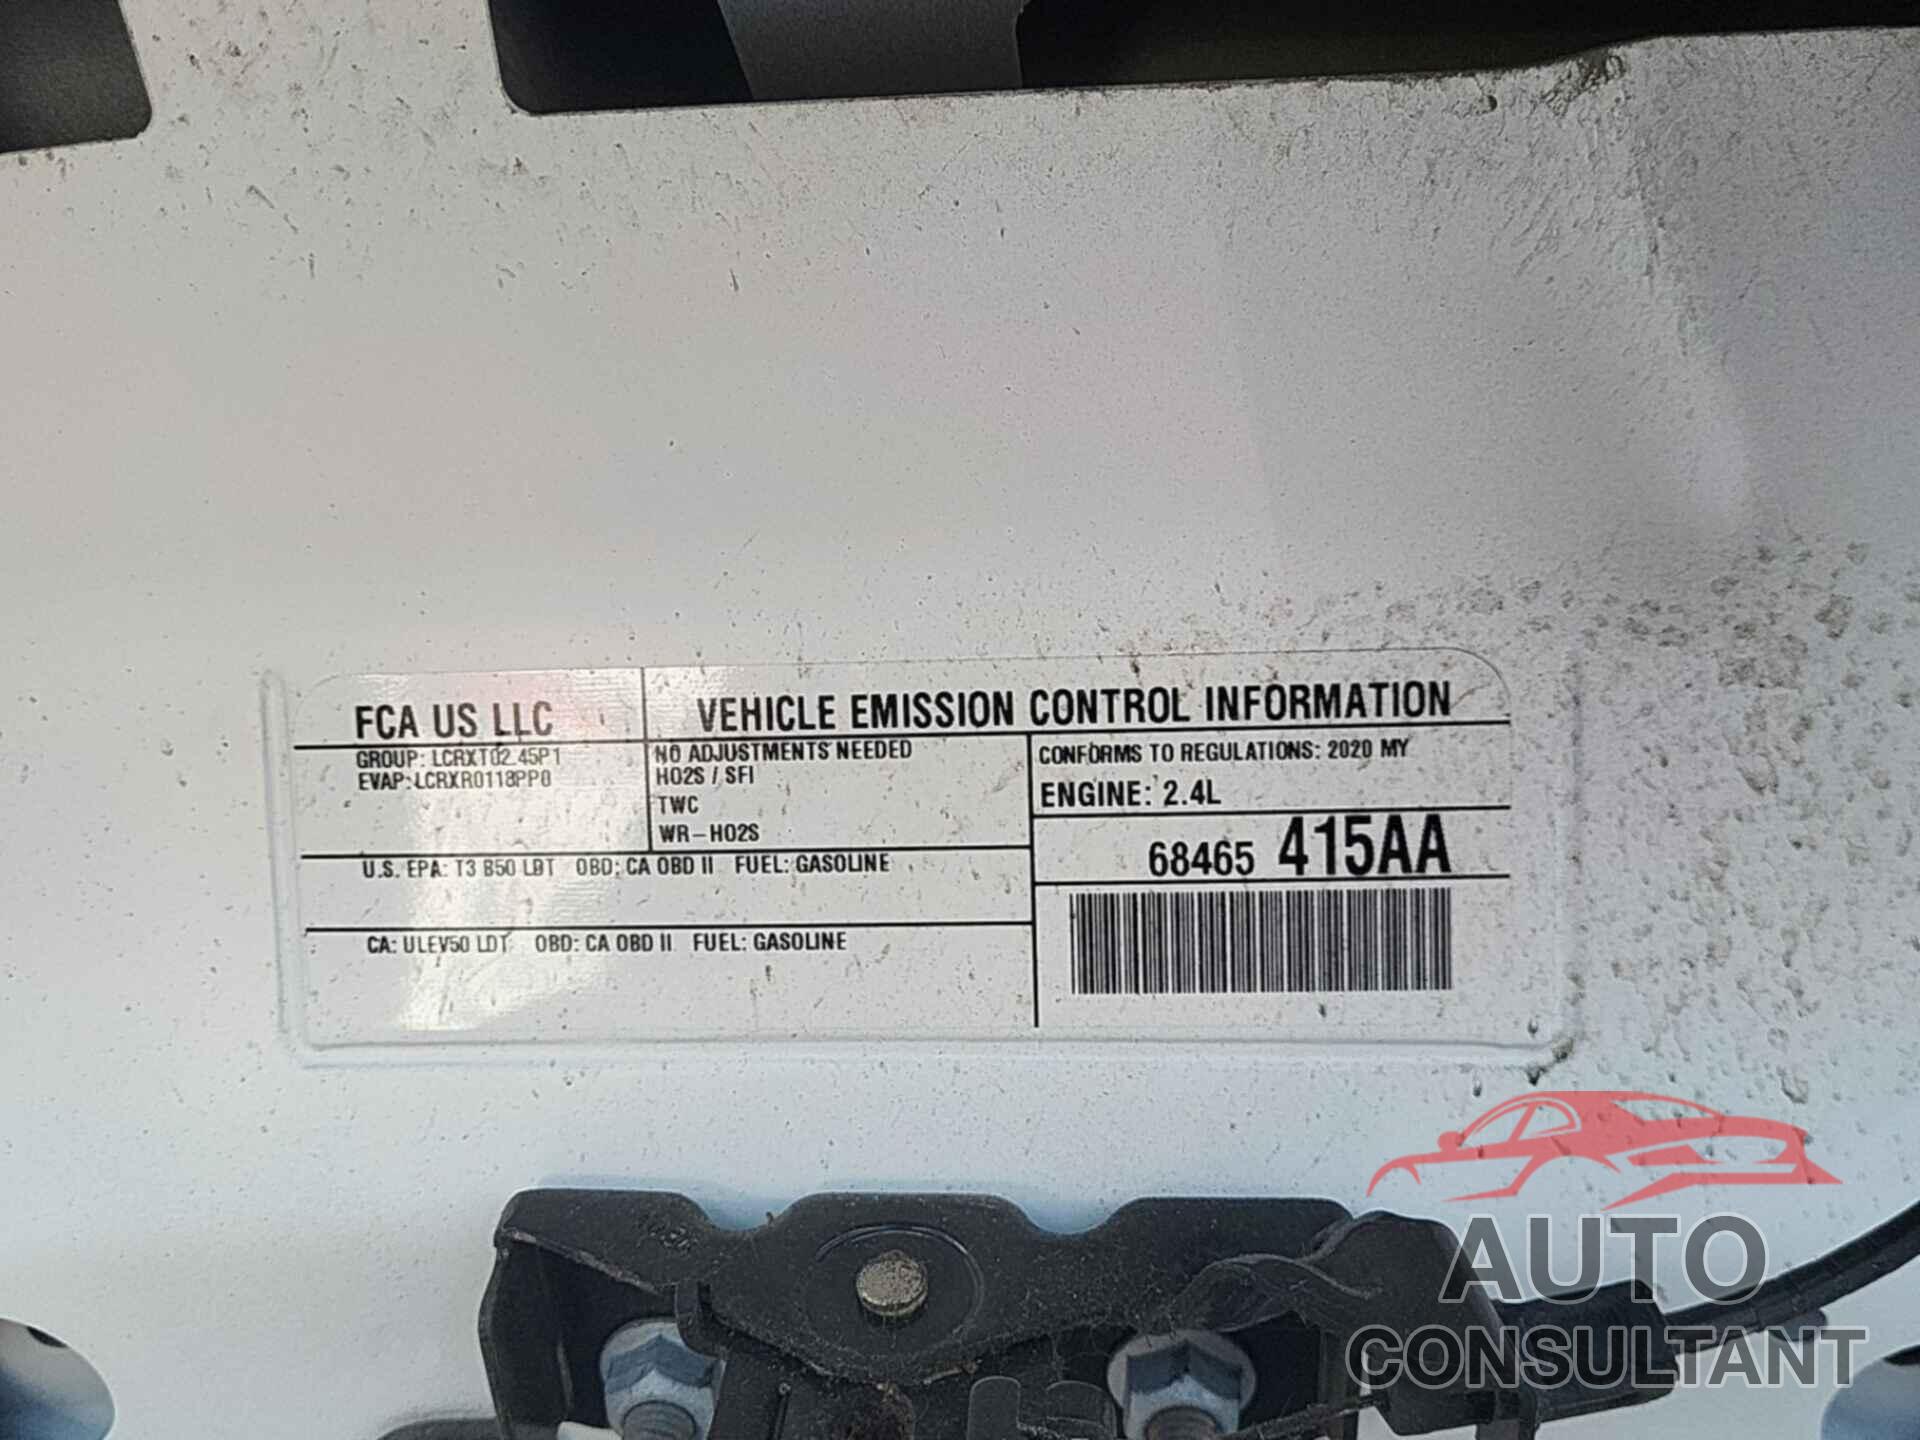 FCA US LLC
VEHICLE EMISSION CONTROL INFORMATION
GROUP: LCRXT02.45P1
EVAP: LCRXR0118PP0
NO ADJUSTMENTS NEEDED
HO2S / SFI
TWC
WR-HO2S
CONFORMS TO REGULATIONS: 2020 MY
ENGINE: 2.4L
68465 415AA
U.S. EPA: T3 B50 LDT OBD: CA OBD II FUEL: GASOLINE
CA: ULEV50 LDT OBD: CA OBD II FUEL: GASOLINE
AUTO
CONSULTANT